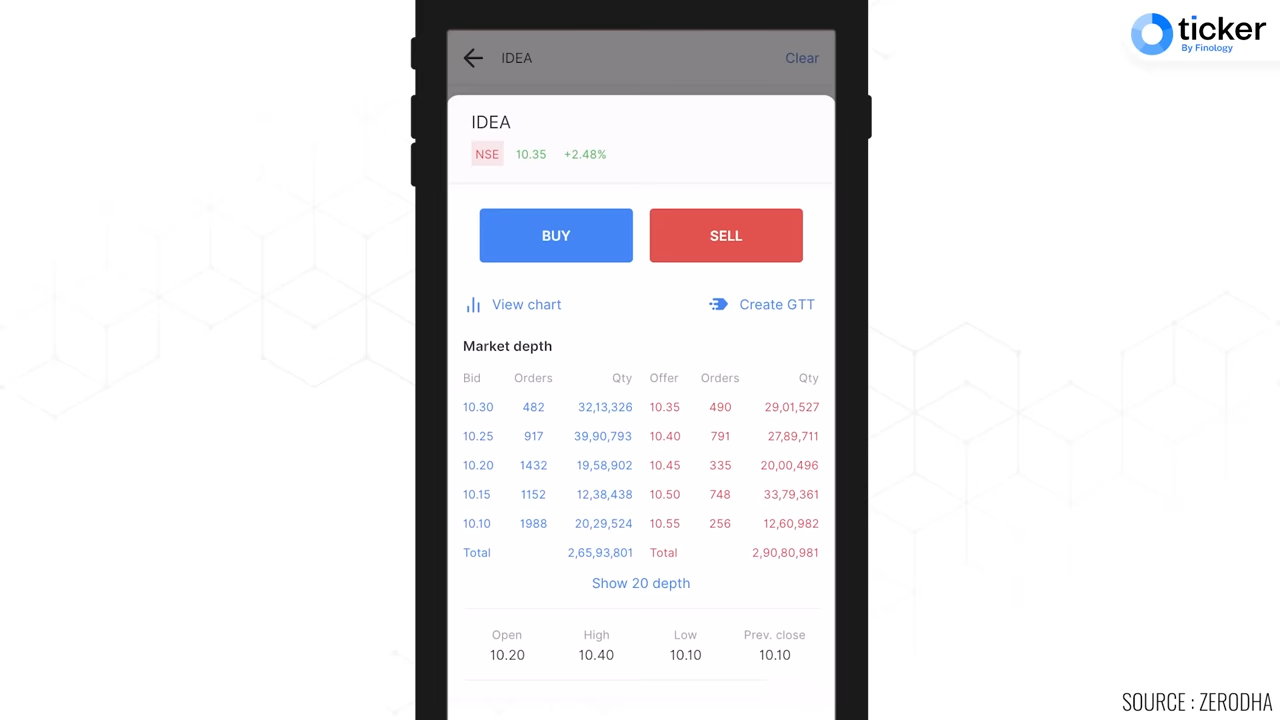 ticker
By Finology
IDEA Clear
IDEA
NSE 10.35 +2.48%
BUY SELL
View chart Create GTT
Market depth
Bid Orders Qty Offer Orders Qty
10.30 482 32,13,326 10.35 490 29,01,527
10.25 917 39,90,793 10.40 791 27,89,711
10.20 1432 19,58,902 10.45 335 20,00,496
10.15 1152 12,38,438 10.50 748 33,79,361
10.10 1988 20,29,524 10.55 256 12,60,982
Total 2,65,93,801 Total 2,90,80,981
Show 20 depth
Open High Low Prev. close
10.20 10.40 10.10 10.10
SOURCE : ZERODHA